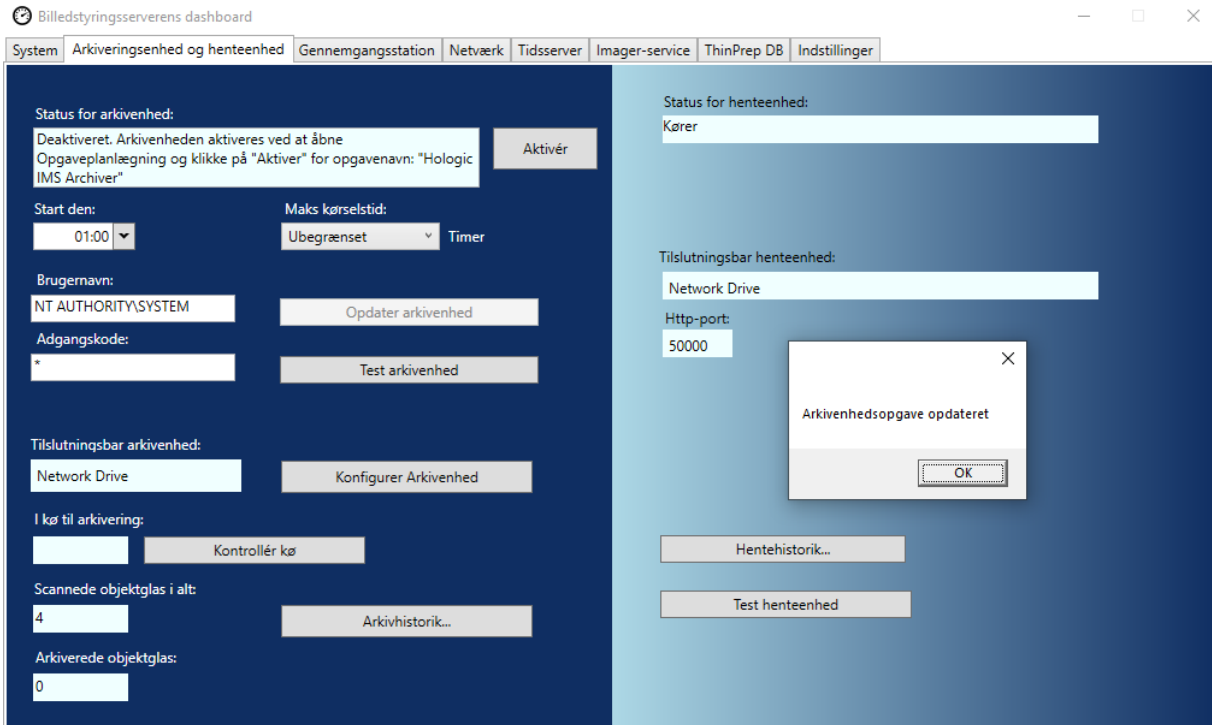 Billedstyringsserverens dashboard
System
Arkiveringsenhed og henteenhed
Gennemgangsstation
Netværk
Tidsserver
Imager-service
ThinPrep DB
Indstillinger
Status for arkivenhed:
Deaktiveret. Arkivenheden aktiveres ved at åbne
Opgaveplanlægning og klikke på "Aktiver" for opgavenavn: "Hologic
IMS Archiver"
Aktivér
Start den:
01:00
Maks kørselstid:
Ubegrænset
Timer
Brugernavn:
NT AUTHORITY\SYSTEM
Opdater arkivenhed
Adgangskode:
*
Test arkivenhed
Tilslutningsbar arkivenhed:
Network Drive
Konfigurer Arkivenhed
I kø til arkivering:
Kontrollér kø
Scannede objektglas i alt:
4
Arkivhistorik...
Arkiverede objektglas:
0
Status for henteenhed:
Kører
Tilslutningsbar henteenhed:
Network Drive
Http-port:
50000
Arkivenhedsopgave opdateret
OK
Hentehistorik...
Test henteenhed